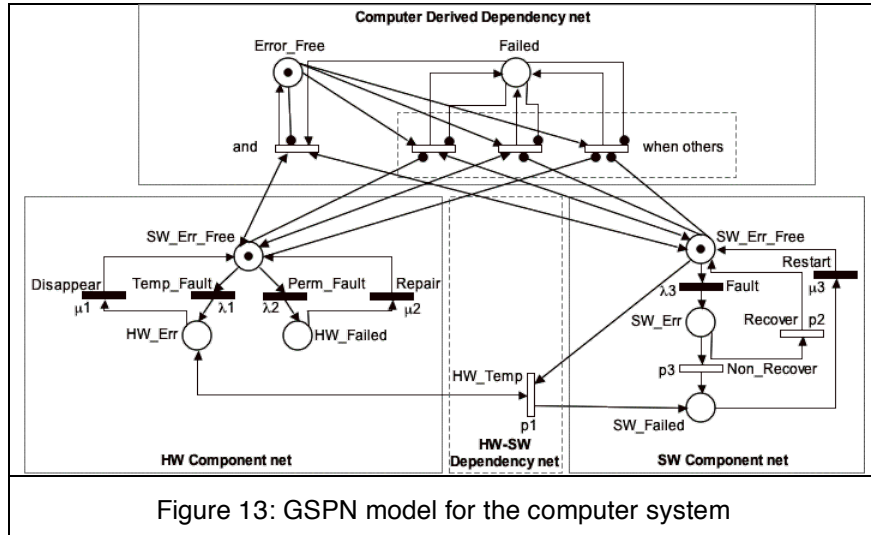 Computer Derived Dependency net
Error_Free
Failed
and
when others
SW_Err_Free
SW_Err_Free
Disappear
Temp_Fault
Perm_Fault
Repair
μ1
λ1
λ2
μ2
HW_Err
HW_Failed
Restart
λ3
Fault
μ3
SW_Err
Recover
p2
HW_Temp
p3
Non_Recover
p1
SW_Failed
HW Component net
HW-SW
Dependency net
SW Component net
Figure 13: GSPN model for the computer system